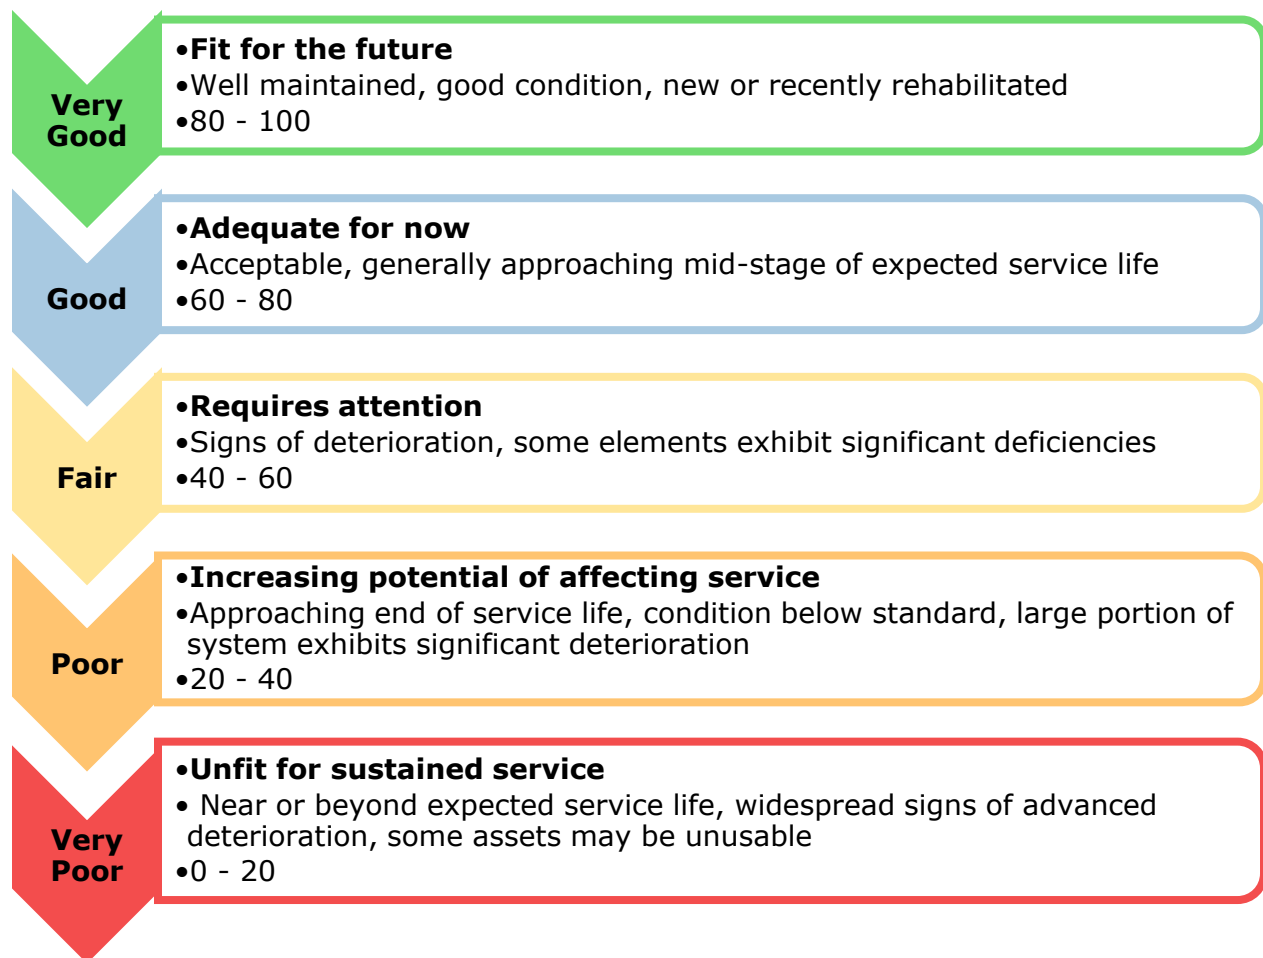 Very
Good
•Fit for the future
•Well maintained, good condition, new or recently rehabilitated
•80 - 100
Good
•Adequate for now
•Acceptable, generally approaching mid-stage of expected service life
•60 - 80
Fair
•Requires attention
•Signs of deterioration, some elements exhibit significant deficiencies
•40 - 60
Poor
•Increasing potential of affecting service
•Approaching end of service life, condition below standard, large portion of
system exhibits significant deterioration
•20 - 40
Very
Poor
•Unfit for sustained service
• Near or beyond expected service life, widespread signs of advanced
deterioration, some assets may be unusable
•0 - 20